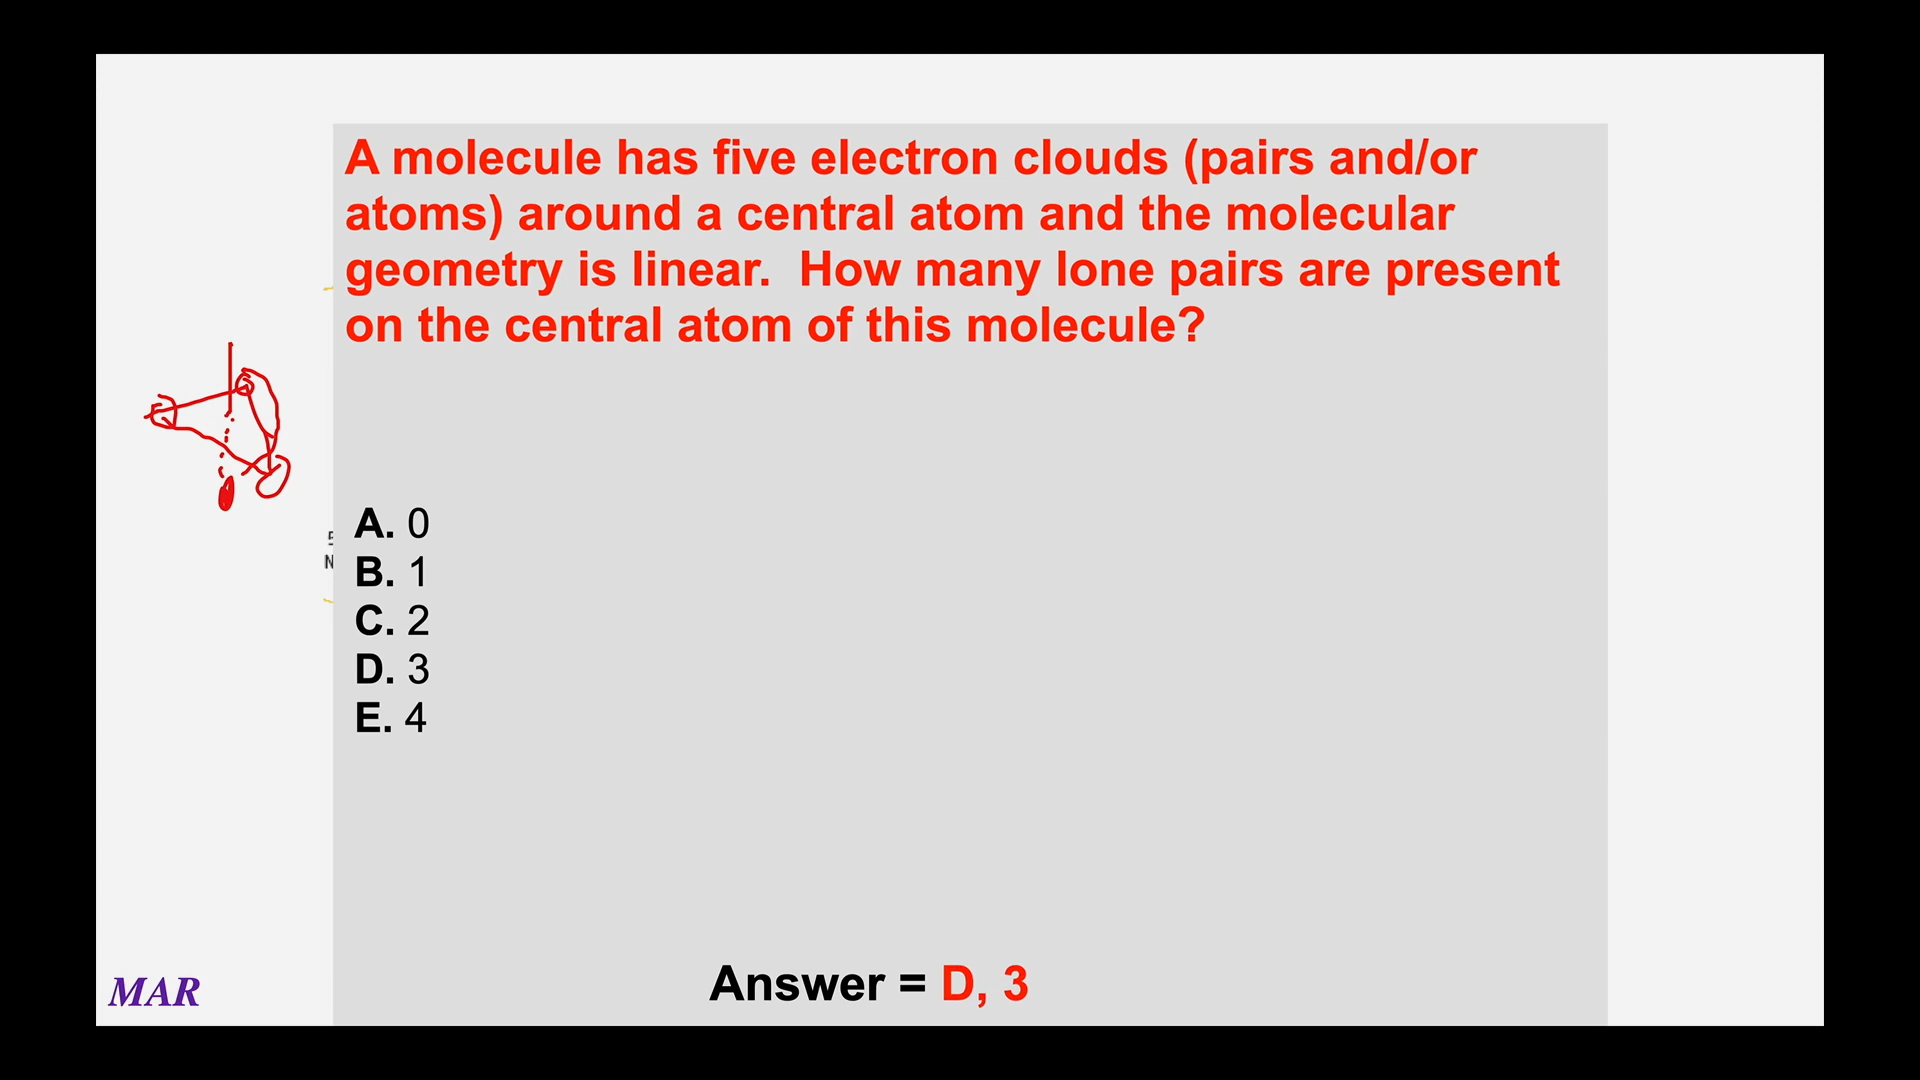 A molecule has five electron clouds (pairs and/or
atoms) around a central atom and the molecular
geometry is linear. How many lone pairs are present
on the central atom of this molecule?
A. 0
B. 1
C. 2
D. 3
E. 4
Answer = D, 3
MAR